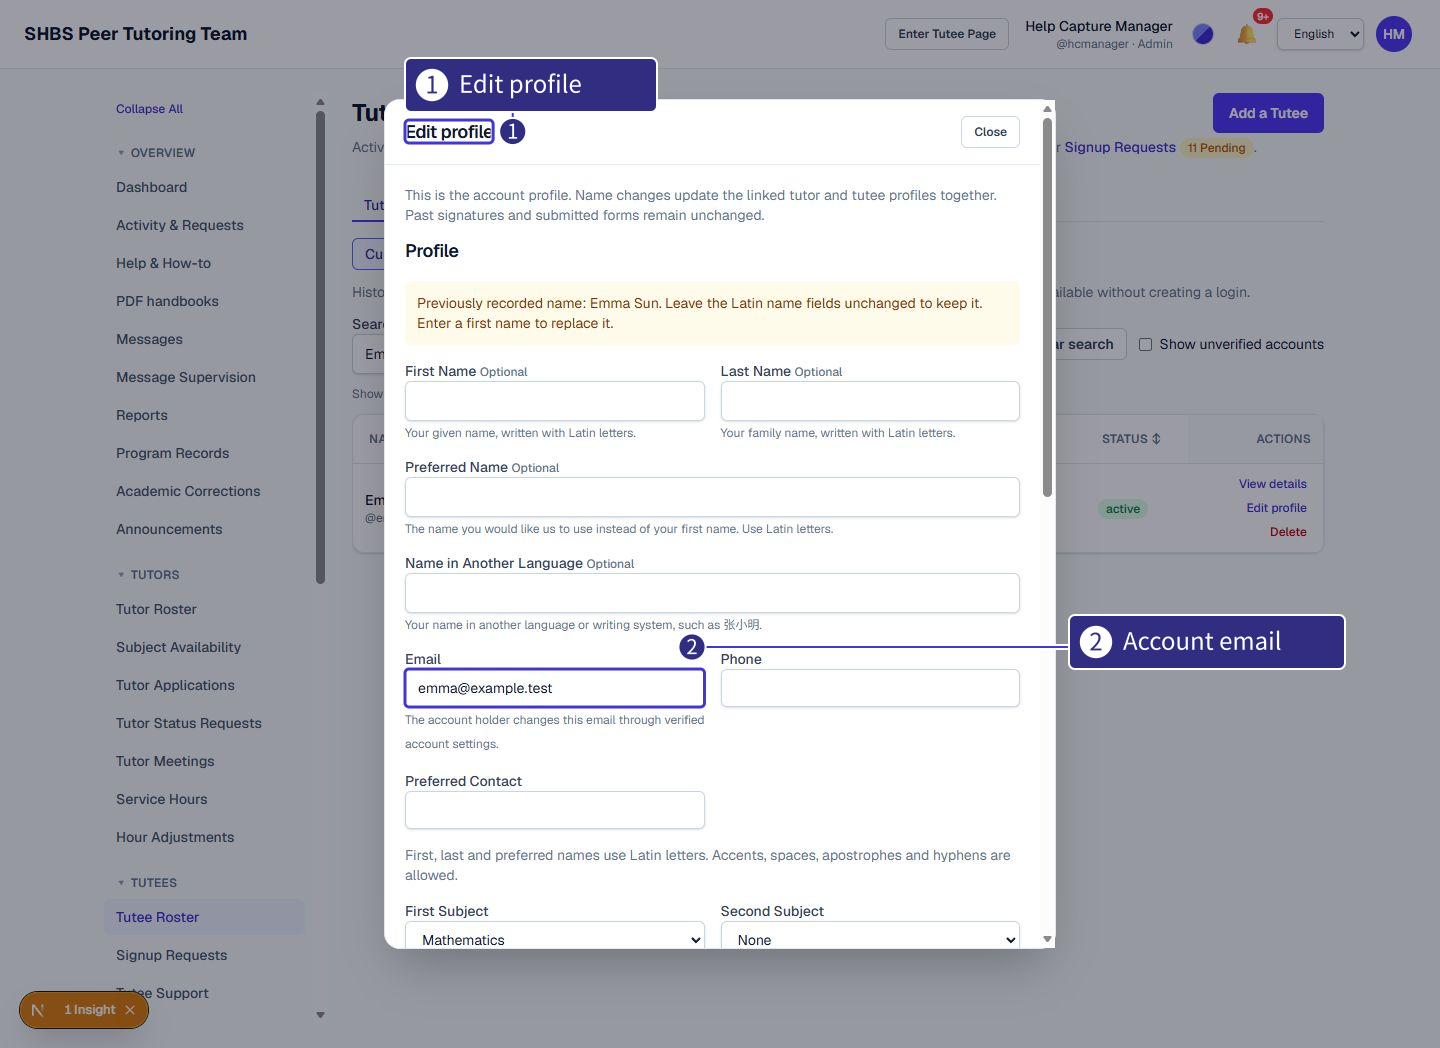 SHBS Peer Tutoring Team
Enter Tutee Page
Help Capture Manager
@hcmanager · Admin
9+
English
HM
1 Edit profile
Collapse All
OVERVIEW
Dashboard
Activity & Requests
Help & How-to
PDF handbooks
Messages
Message Supervision
Reports
Program Records
Academic Corrections
Announcements
TUTORS
Tutor Roster
Subject Availability
Tutor Applications
Tutor Status Requests
Tutor Meetings
Service Hours
Hour Adjustments
TUTEES
Tutee Roster
Signup Requests
Tutee Support
N 1 Insight
Add a Tutee
Signup Requests 11 Pending .
ilable without creating a login.
search
Show unverified accounts
Show
STATUS
ACTIONS
active
View details
Edit profile
Delete
Edit profile 1
Close
This is the account profile. Name changes update the linked tutor and tutee profiles together.
Past signatures and submitted forms remain unchanged.
Profile
Previously recorded name: Emma Sun. Leave the Latin name fields unchanged to keep it.
Enter a first name to replace it.
First Name Optional
Last Name Optional
Your given name, written with Latin letters.
Your family name, written with Latin letters.
Preferred Name Optional
The name you would like us to use instead of your first name. Use Latin letters.
Name in Another Language Optional
Your name in another language or writing system, such as 张小明.
2
2 Account email
Email
Phone
emma@example.test
The account holder changes this email through verified
account settings.
Preferred Contact
First, last and preferred names use Latin letters. Accents, spaces, apostrophes and hyphens are
allowed.
First Subject
Second Subject
Mathematics
None